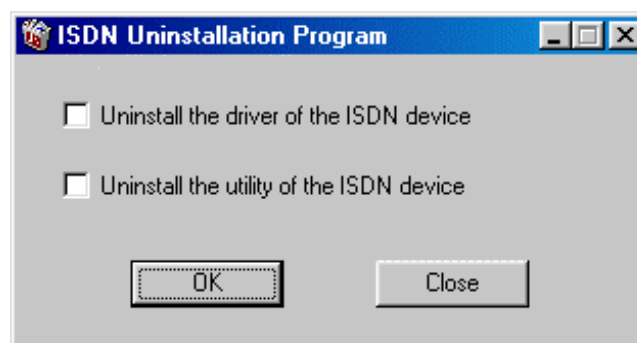 ISDN Uninstallation Program
Uninstall the driver of the ISDN device
Uninstall the utility of the ISDN device
OK
Close